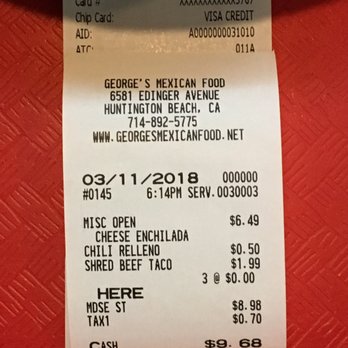 Card # XXXXXXXXXXXX5767
Chip Card: VISA CREDIT
AID: A0000000031010
ATC: 011A
GEORGE'S MEXICAN FOOD
6581 EDINGER AVENUE
HUNTINGTON BEACH, CA
714-892-5775
WWW.GEORGESMEXICANFOOD.NET
03/11/2018 000000
#0145 6:14PM SERV.0030003
MISC OPEN $6.49
CHEESE ENCHILADA
CHILI RELLENO $0.50
SHRED BEEF TACO $1.99
3 @ $0.00
HERE
MDSE ST $8.98
TAX1 $0.70
CASH $9.68